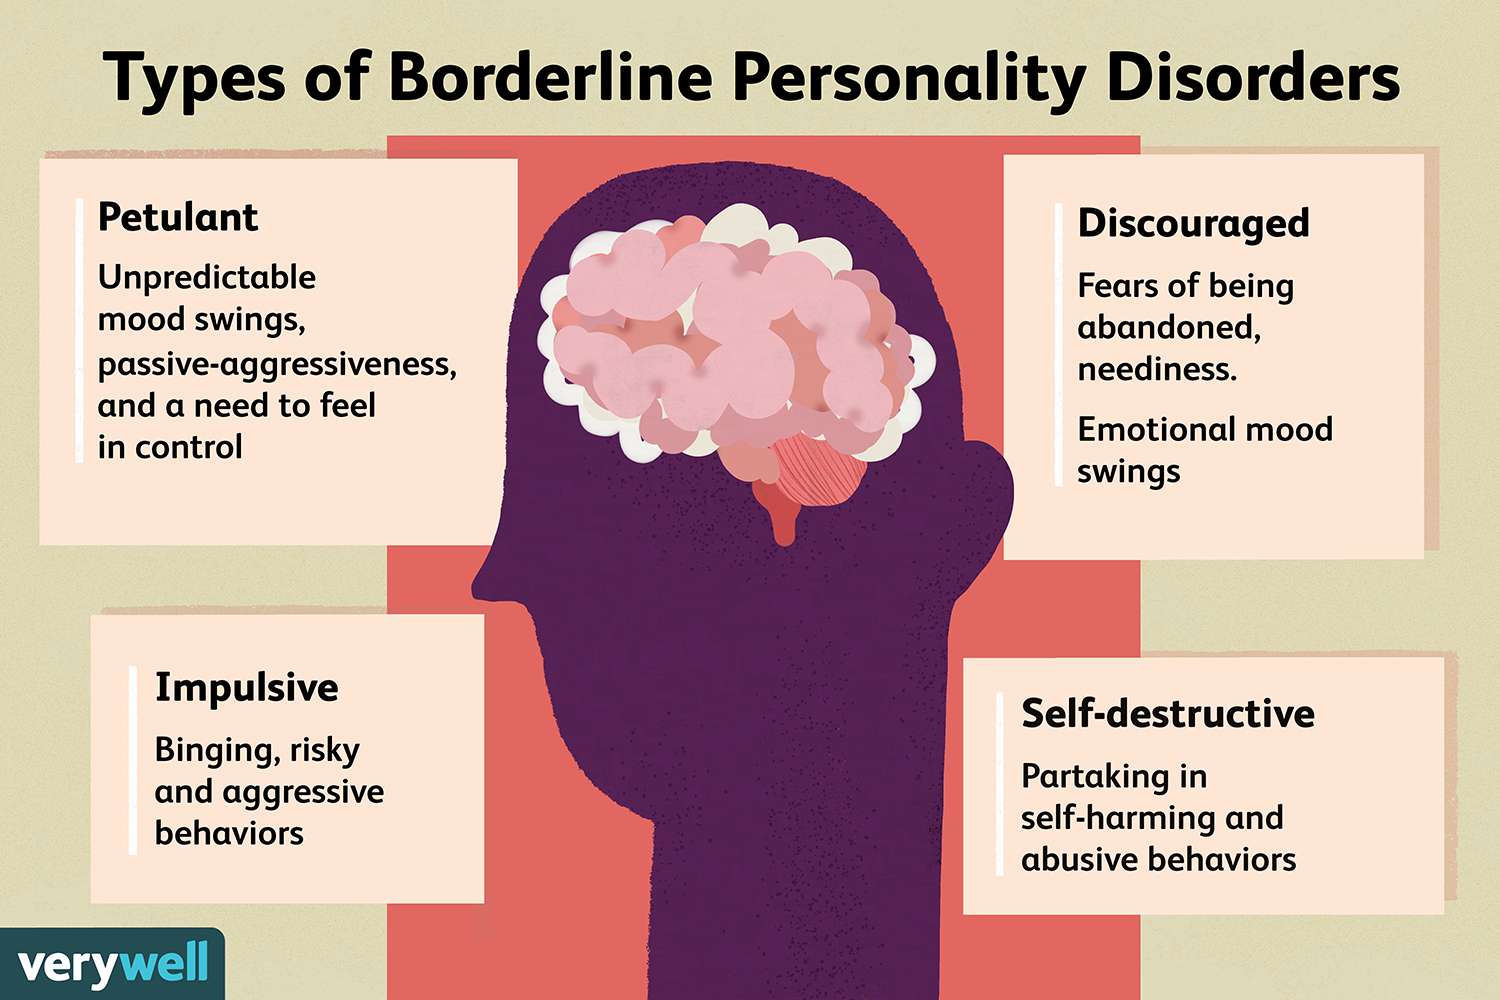 Types of Borderline Personality Disorders
Petulant
Unpredictable
mood swings,
passive-aggressiveness,
and a need to feel
in control
Discouraged
Fears of being
abandoned,
neediness.
Emotional mood
swings
Impulsive
Binging, risky
and aggressive
behaviors
Self-destructive
Partaking in
self-harming and
abusive behaviors
verywell